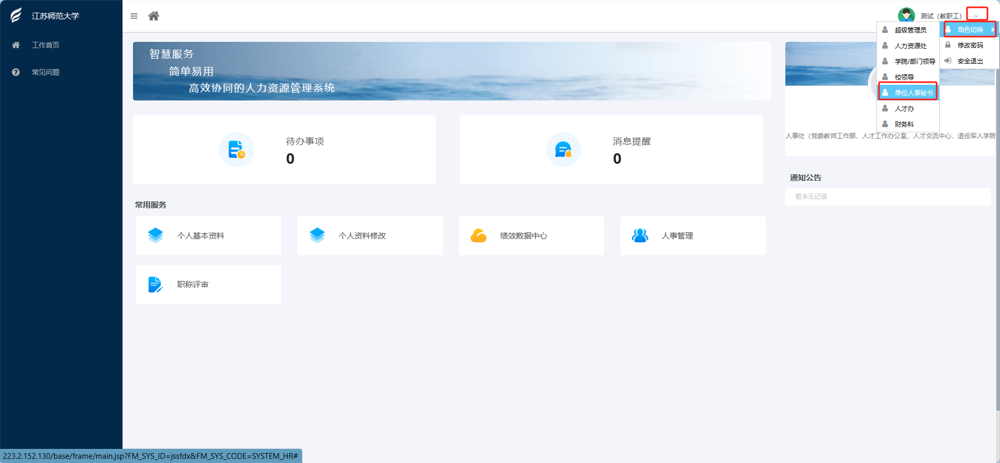 江苏师范大学
测试（教职工）
工作首页
常见问题
智慧服务
简单易用
高效协同的人力资源管理系统
超级管理员
人力资源处
学院/部门领导
校领导
单位人事秘书
人才办
财务科
角色切换
修改密码
安全退出
人事处（党委教师工作部、人才工作办公室、人才交流中心、退役军人学院
待办事项
0
消息提醒
0
通知公告
暂未无记录
常用服务
个人基本资料
个人资料修改
绩效数据中心
人事管理
职称评审
223.2.152.130/base/frame/main.jsp?FM_SYS_ID=jssfdx&FM_SYS_CODE=SYSTEM_HR#